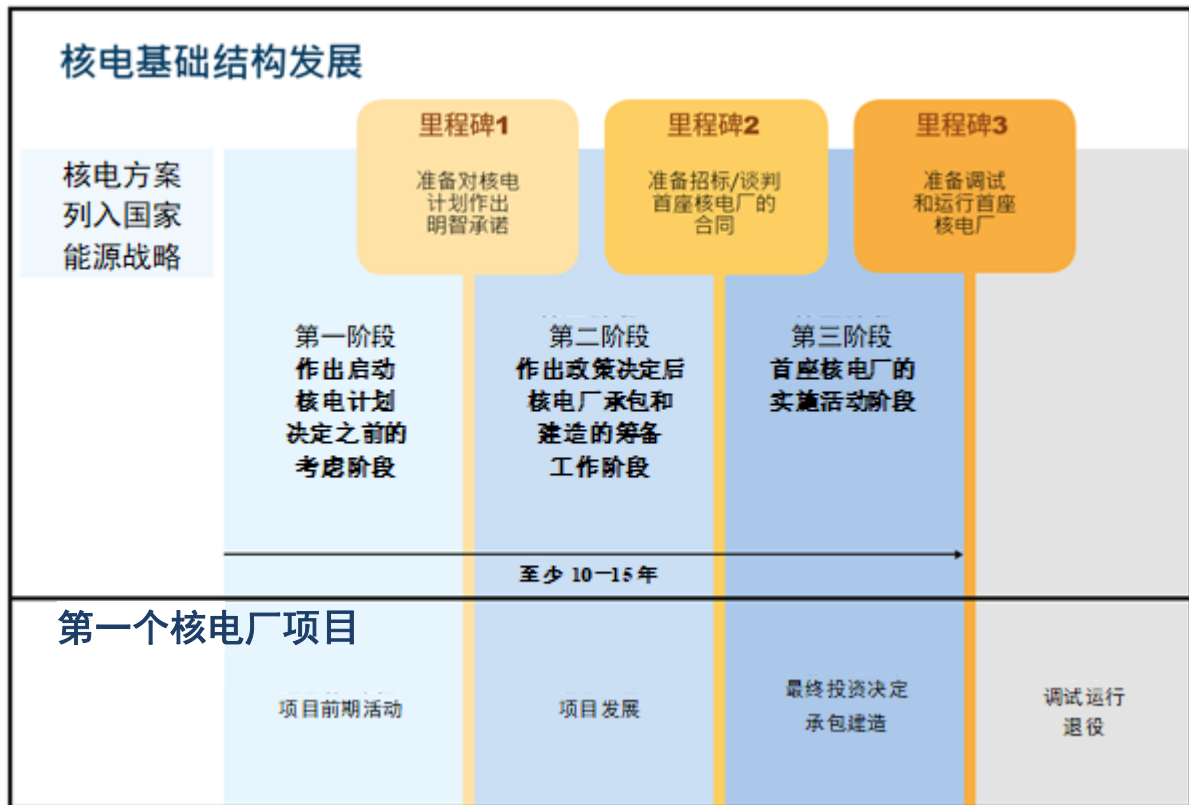 核电基础结构发展
核电方案
列入国家
能源战略
里程碑1
准备对核电
计划作出
明智承诺
里程碑2
准备招标/谈判
首座核电厂的
合同
里程碑3
准备调试
和运行首座
核电厂
第一阶段
作出启动
核电计划
决定之前的
考虑阶段
第二阶段
作出政策决定后
核电厂承包和
建造的筹备
工作阶段
第三阶段
首座核电厂的
实施活动阶段
至少 10－15 年
第一个核电厂项目
项目前期活动
项目发展
最终投资决定
承包建造
调试运行
退役